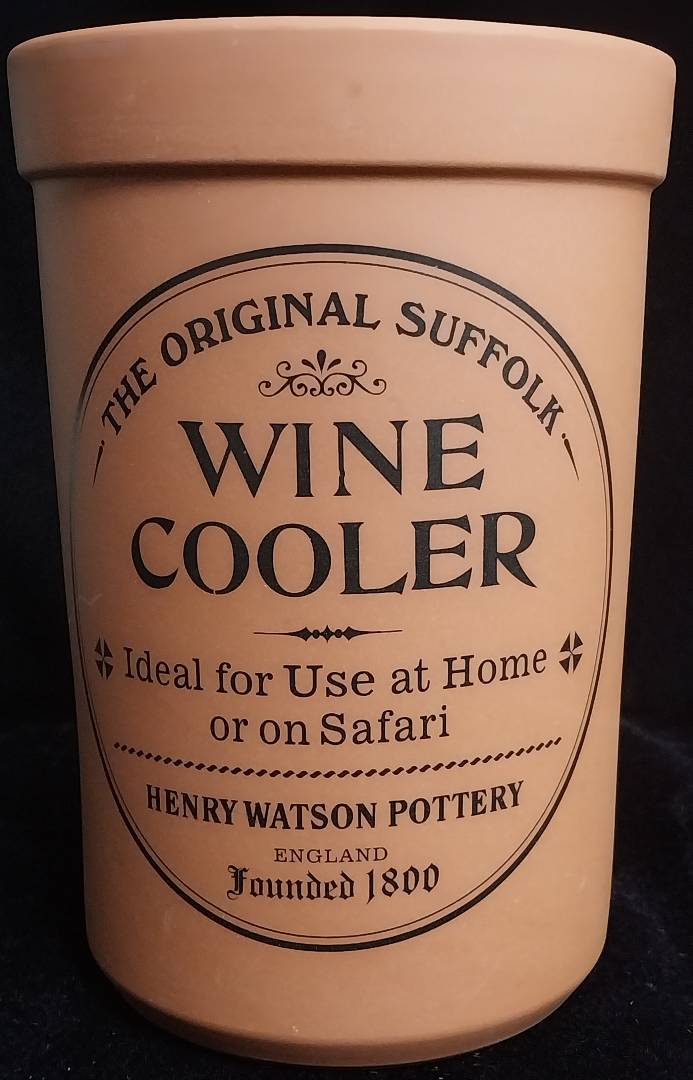 THE ORIGINAL SUFFOLK
WINE
COOLER
Ideal for Use at Home
or on Safari
HENRY WATSON POTTERY
ENGLAND
Founded 1800